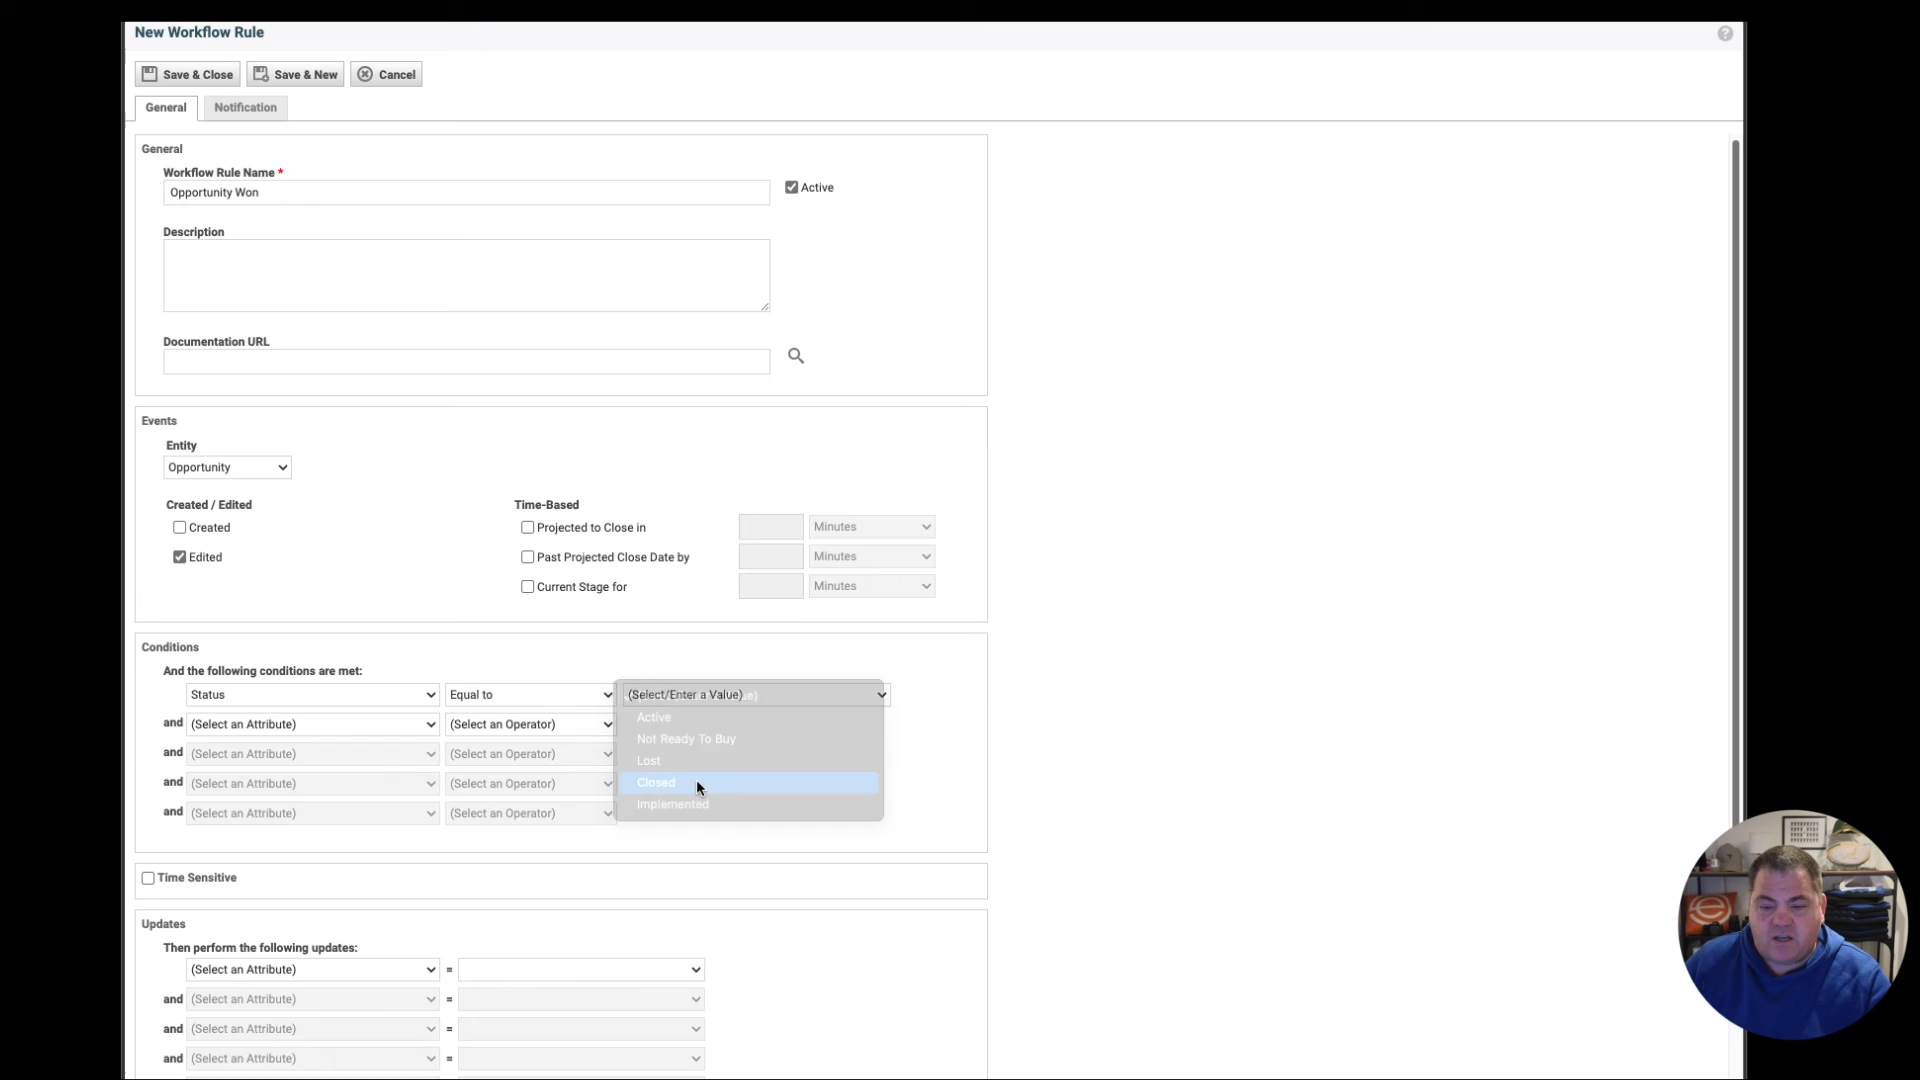 New Workflow Rule
Save & Close Save & New Cancel
General Notification
General
Workflow Rule Name *
Opportunity Won
Active
Description
Documentation URL
Events
Entity
Opportunity
Created / Edited Time-Based
Created Projected to Close in Minutes
Edited Past Projected Close Date by Minutes
Current Stage for Minutes
Conditions
And the following conditions are met:
Status Equal to (Select/Enter a Value)
and (Select an Attribute) (Select an Operator)
and (Select an Attribute) (Select an Operator)
and (Select an Attribute) (Select an Operator)
and (Select an Attribute) (Select an Operator)
Active
Not Ready To Buy
Lost
Closed
Implemented
Time Sensitive
Updates
Then perform the following updates:
(Select an Attribute) =
and (Select an Attribute) =
and (Select an Attribute) =
and (Select an Attribute) =